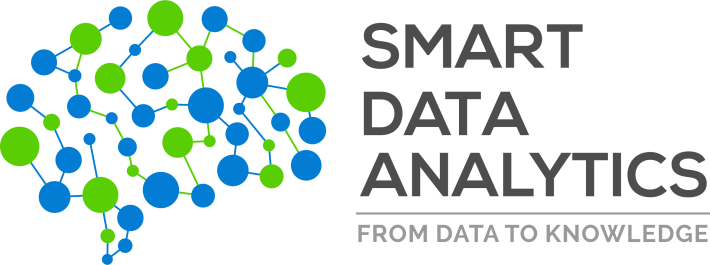 SMART
DATA
ANALYTICS
FROM DATA TO KNOWLEDGE